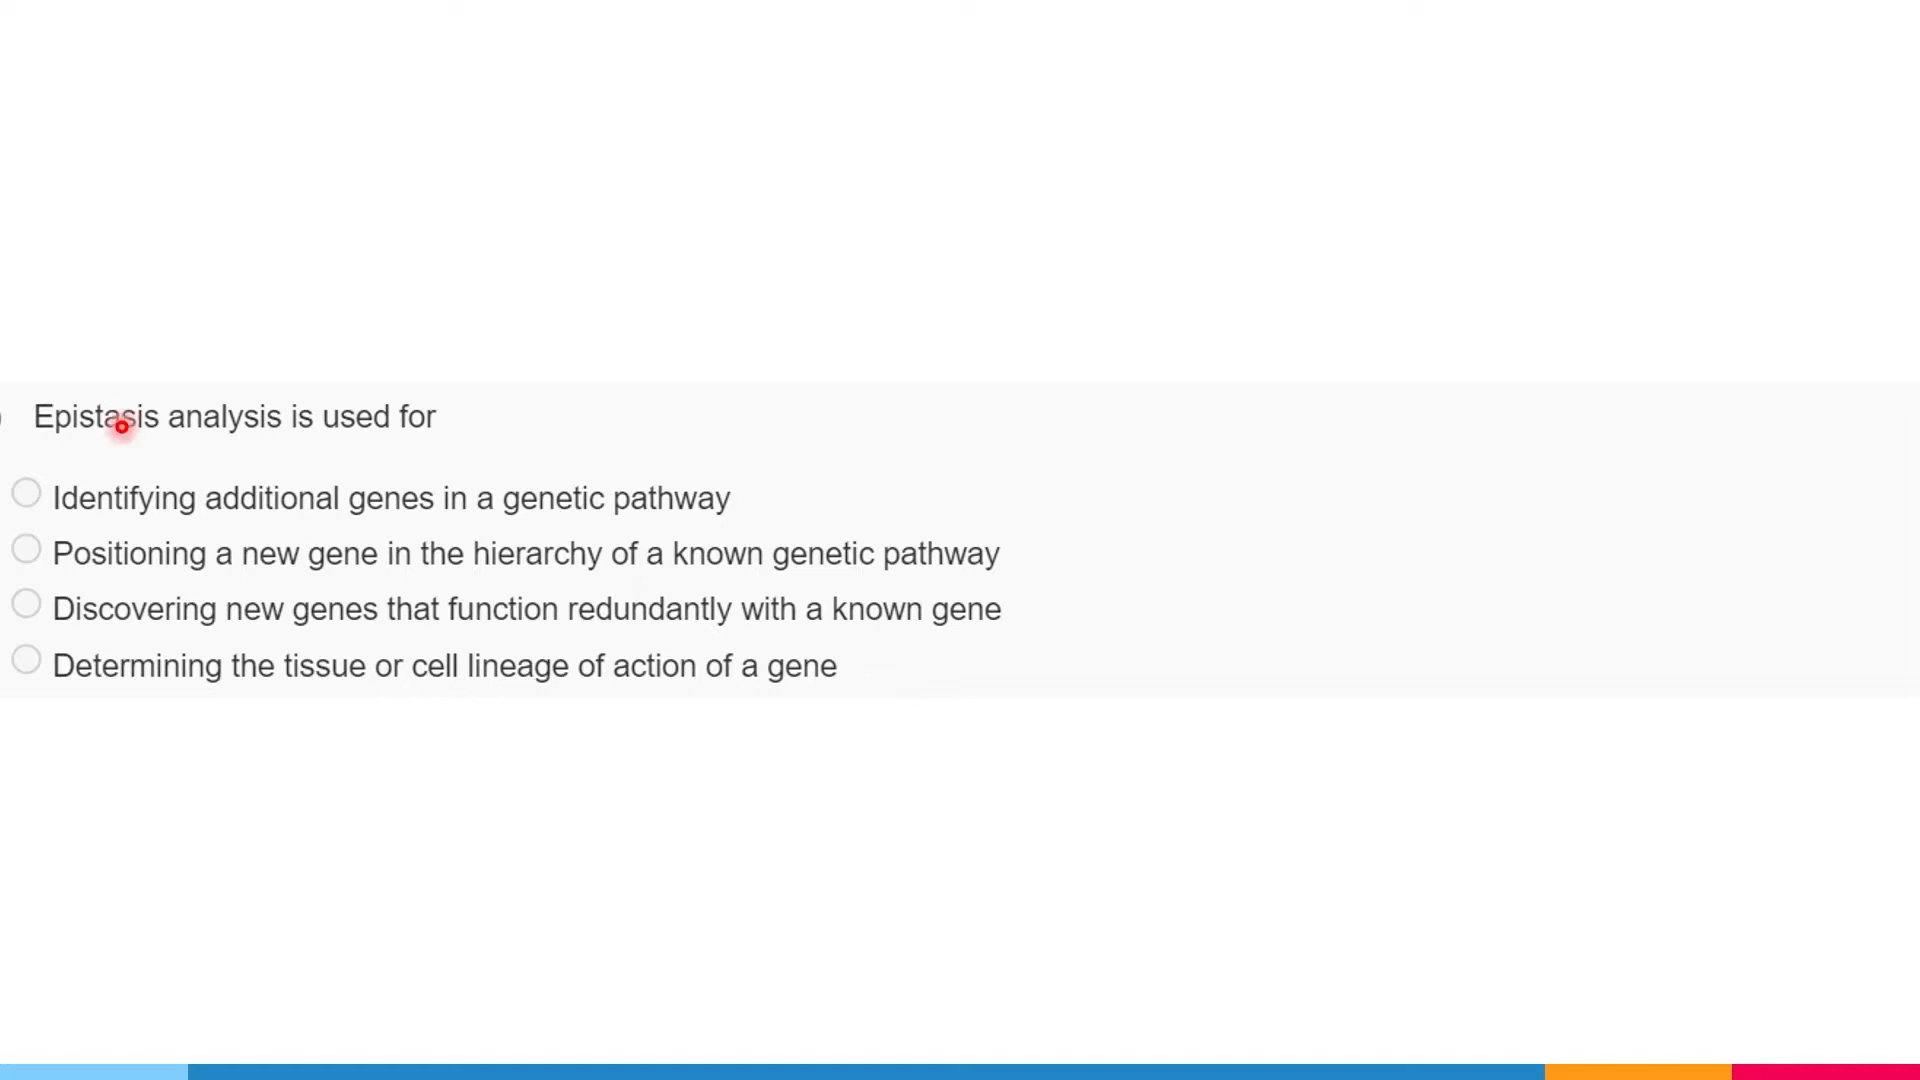 Epistasis analysis is used for
Identifying additional genes in a genetic pathway
Positioning a new gene in the hierarchy of a known genetic pathway
Discovering new genes that function redundantly with a known gene
Determining the tissue or cell lineage of action of a gene